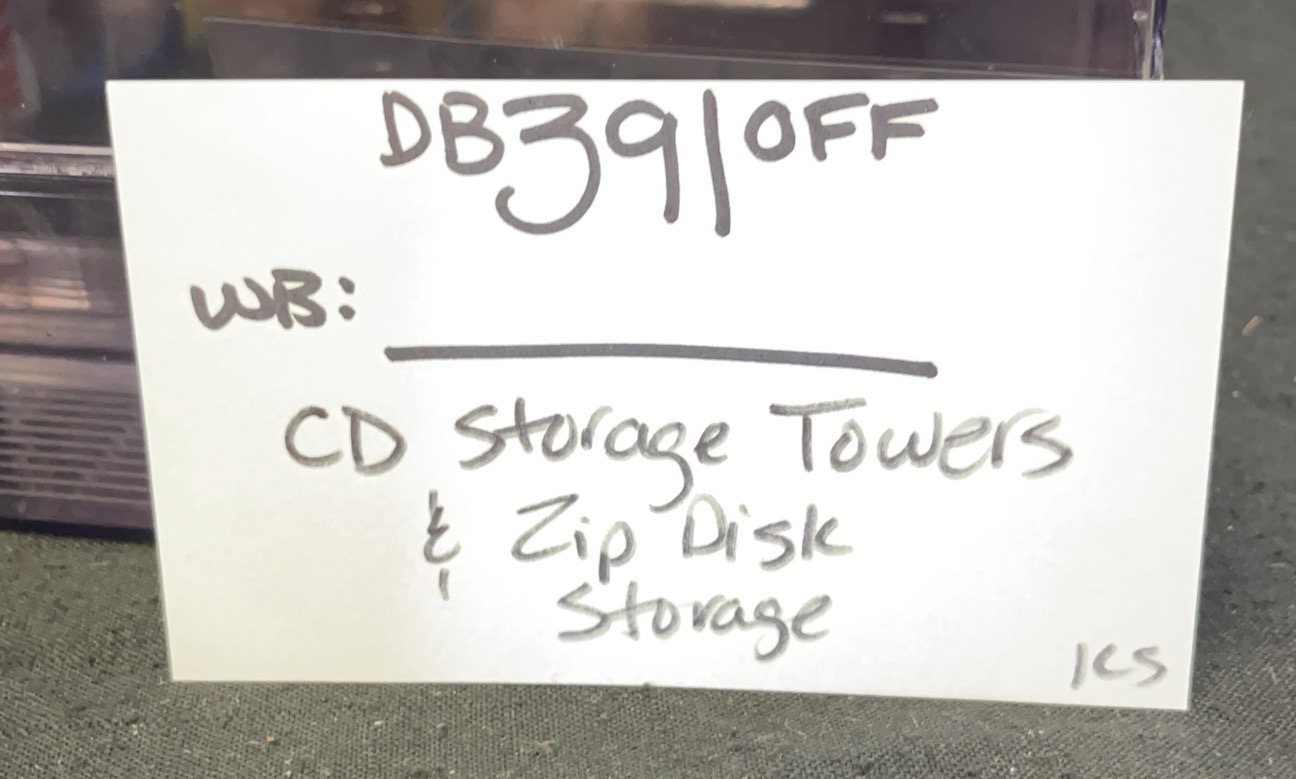 DB391OFF
WB:
CD Storage Towers
& Zip Disk
Storage
KS